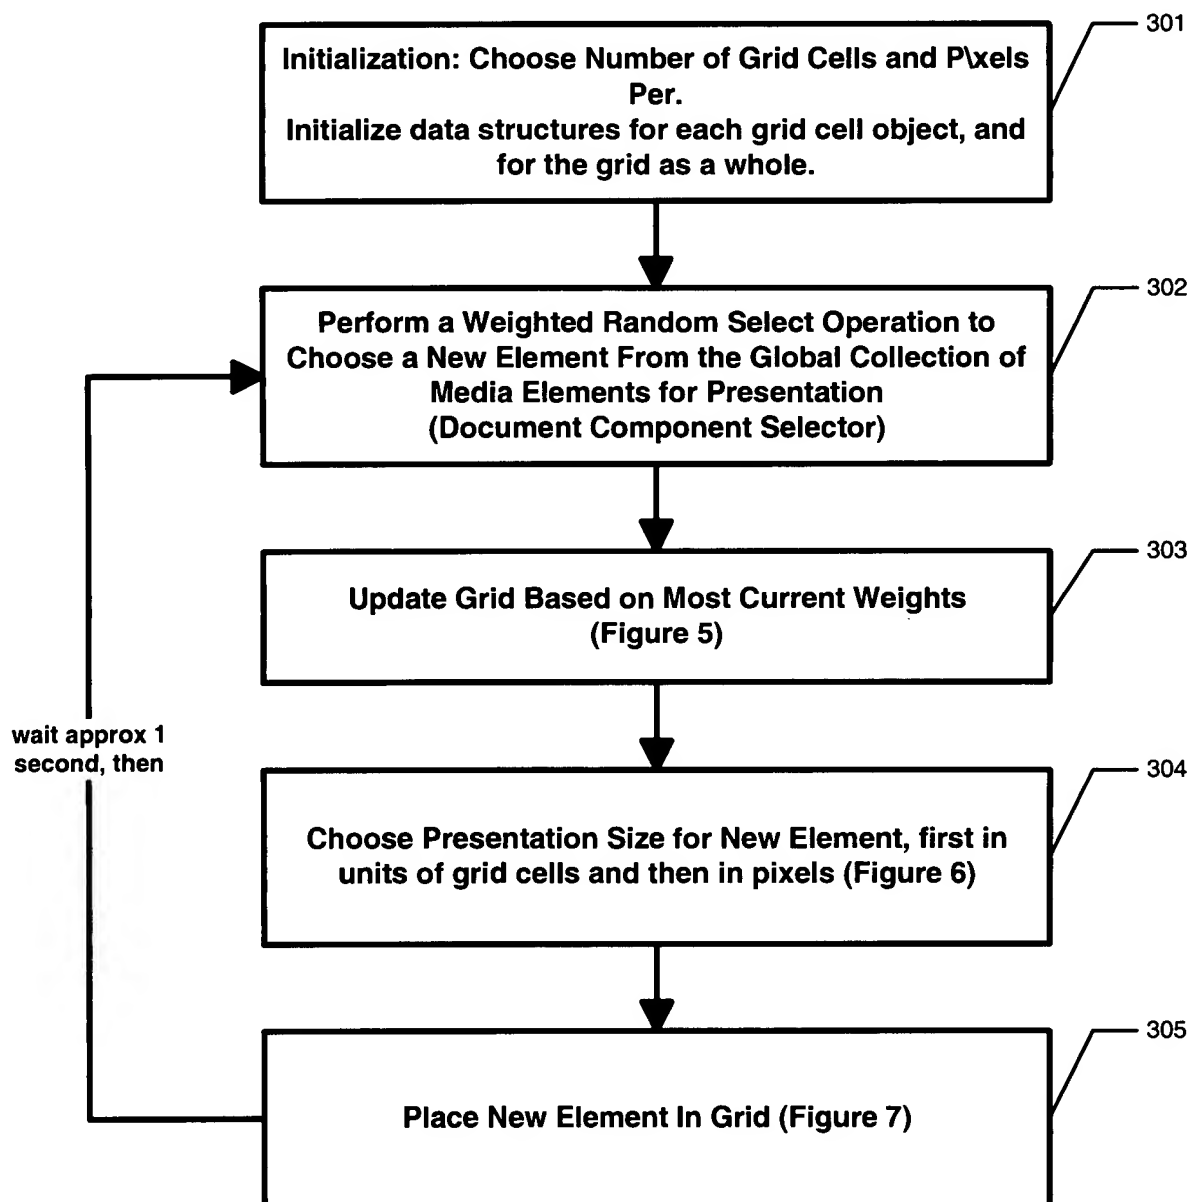 301
Initialization: Choose Number of Grid Cells and P\xels
Per.
Initialize data structures for each grid cell object, and
for the grid as a whole.
302
Perform a Weighted Random Select Operation to
Choose a New Element From the Global Collection of
Media Elements for Presentation
(Document Component Selector)
303
Update Grid Based on Most Current Weights
(Figure 5)
wait approx 1
second, then
304
Choose Presentation Size for New Element, first in
units of grid cells and then in pixels (Figure 6)
305
Place New Element In Grid (Figure 7)